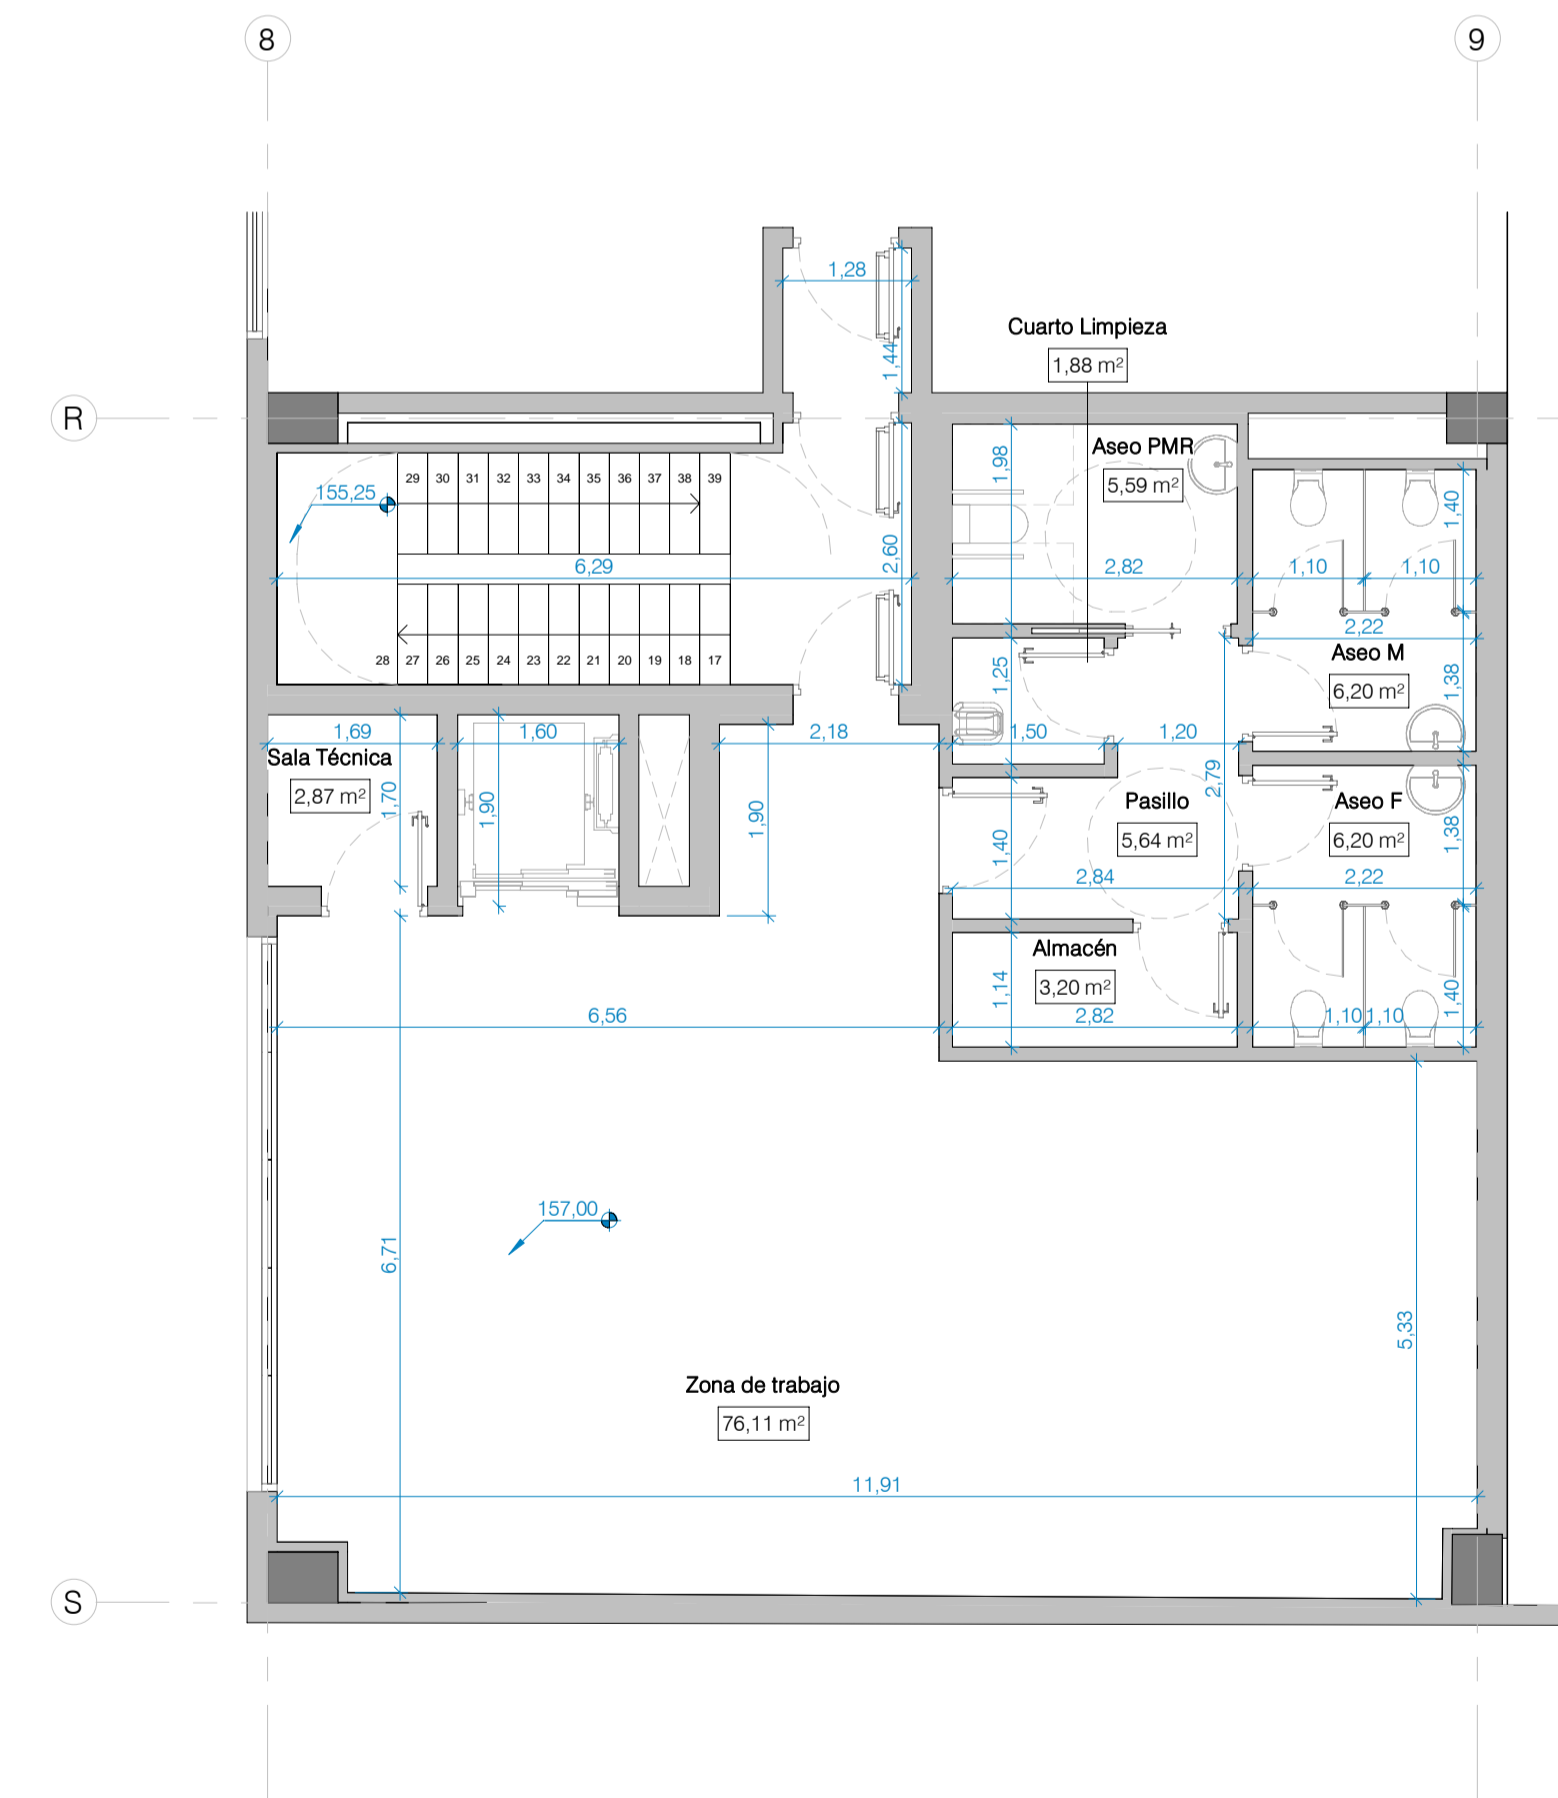 8
9
1,28
Cuarto Limpieza
1,88 m²
1,44
R
Aseo PMR
5,59 m²
1,98
155,25
29 30 31 32 33 34 35 36 37 38 39
1,40
6,29
2,60
2,82
1,10
1,10
2,22
28 27 26 25 24 23 22 21 20 19 18 17
1,25
Aseo M
6,20 m²
1,38
1,69
1,60
2,18
1,50
1,20
Sala Técnica
2,87 m²
1,70
1,90
1,90
2,79
Pasillo
5,64 m²
Aseo F
6,20 m²
1,40
1,38
2,84
2,22
Almacén
3,20 m²
1,14
1,40
6,56
2,82
1,10
1,10
157,00
6,71
5,33
Zona de trabajo
76,11 m²
11,91
S